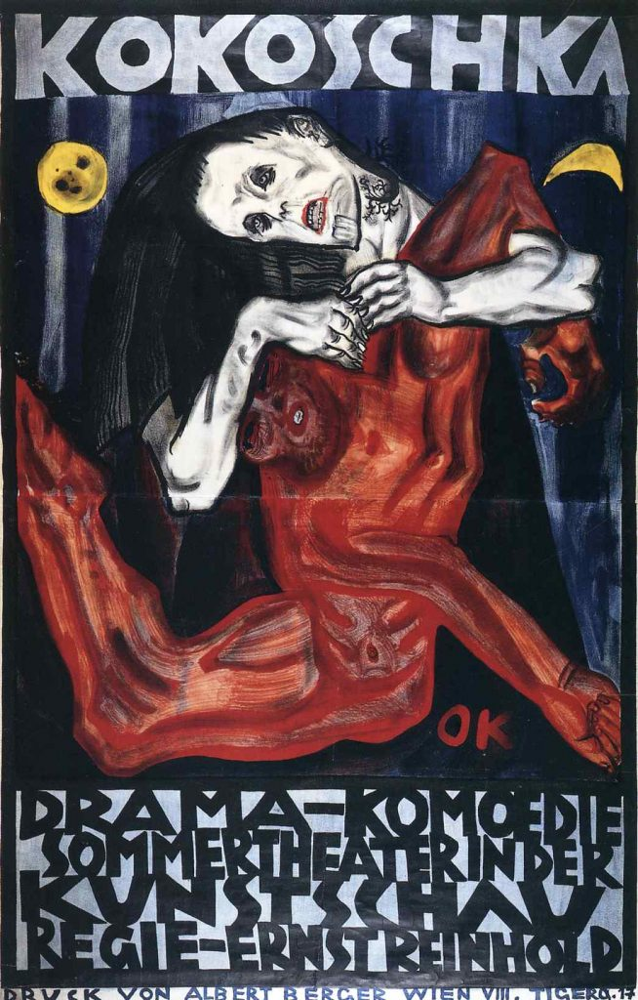 KOKOSCHKA
OK
DRAMA-KOMOEDIE
SOMMERTHEATER IN DER
KUNSTSCHAU
REGIE-ERNST REINHOLD
DRUCK VON ALBERT BERGER WIEN VIII. TIGERG. 17